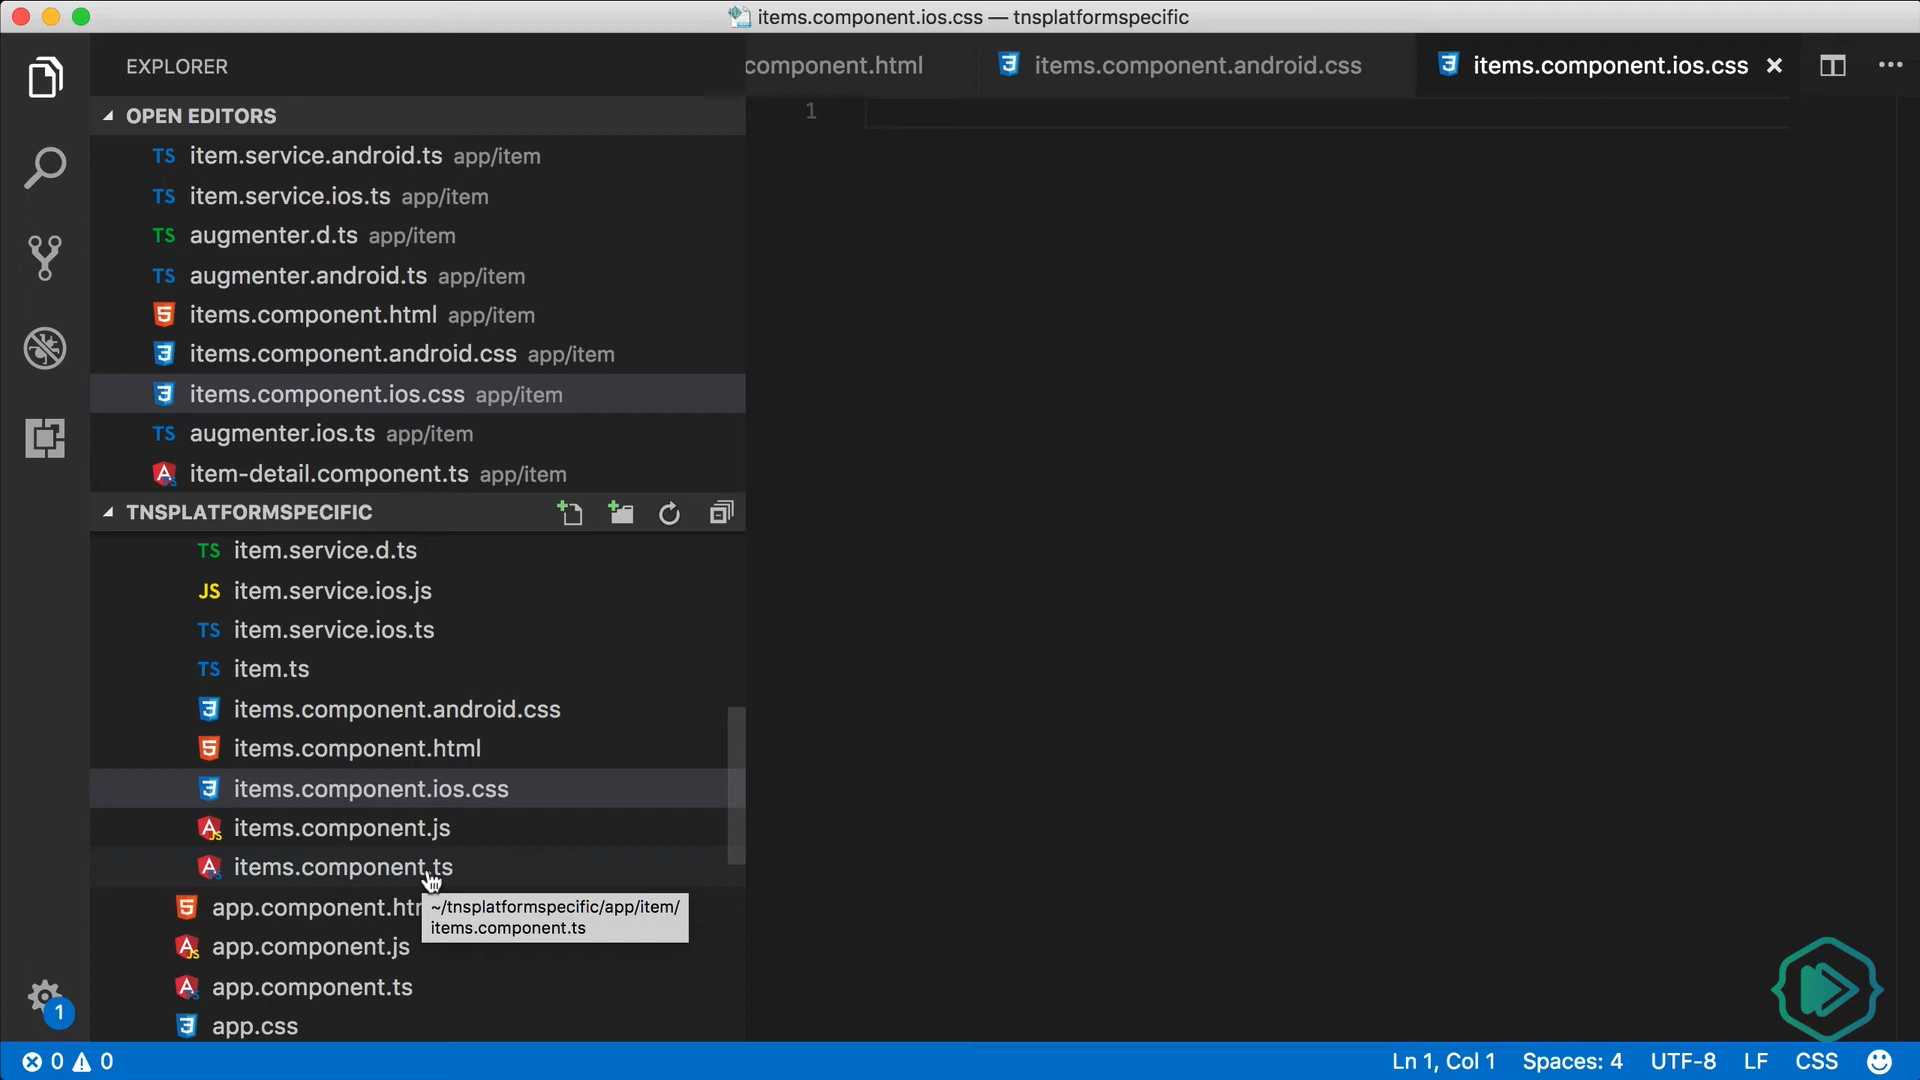 items.component.ios.css — tnsplatformspecific
EXPLORER
component.html
items.component.android.css
items.component.ios.css
OPEN EDITORS
1
TS item.service.android.ts app/item
TS item.service.ios.ts app/item
TS augmenter.d.ts app/item
TS augmenter.android.ts app/item
items.component.html app/item
items.component.android.css app/item
items.component.ios.css app/item
TS augmenter.ios.ts app/item
item-detail.component.ts app/item
TNSPLATFORMSPECIFIC
TS item.service.d.ts
JS item.service.ios.js
TS item.service.ios.ts
TS item.ts
items.component.android.css
items.component.html
items.component.ios.css
items.component.js
items.component.ts
app.component.htm
~/tnsplatformspecific/app/item/
items.component.ts
app.component.js
app.component.ts
app.css
1
0 0
Ln 1, Col 1 Spaces: 4 UTF-8 LF CSS